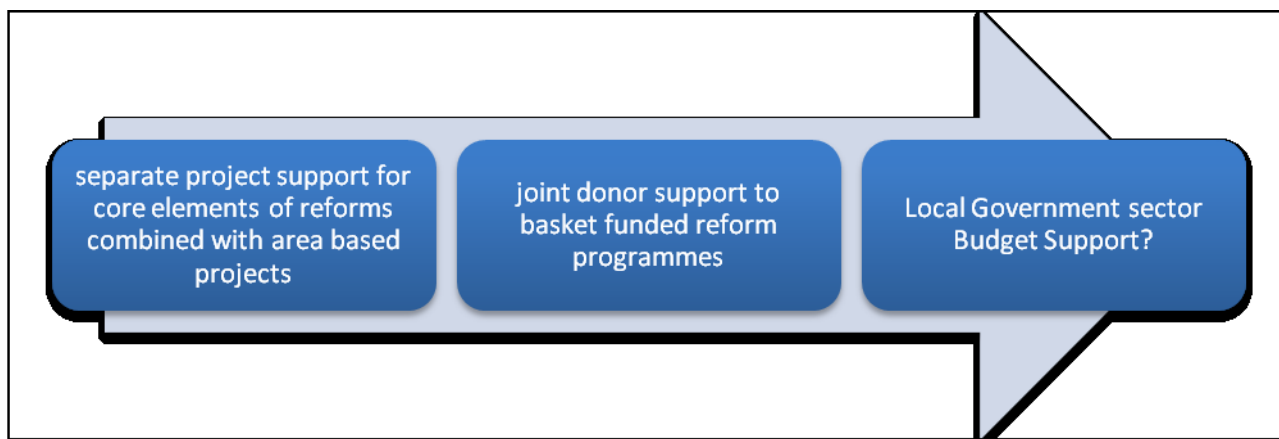 separate project support for
core elements of reforms
combined with area based
projects
joint donor support to
basket funded reform
programmes
Local Government sector
Budget Support?